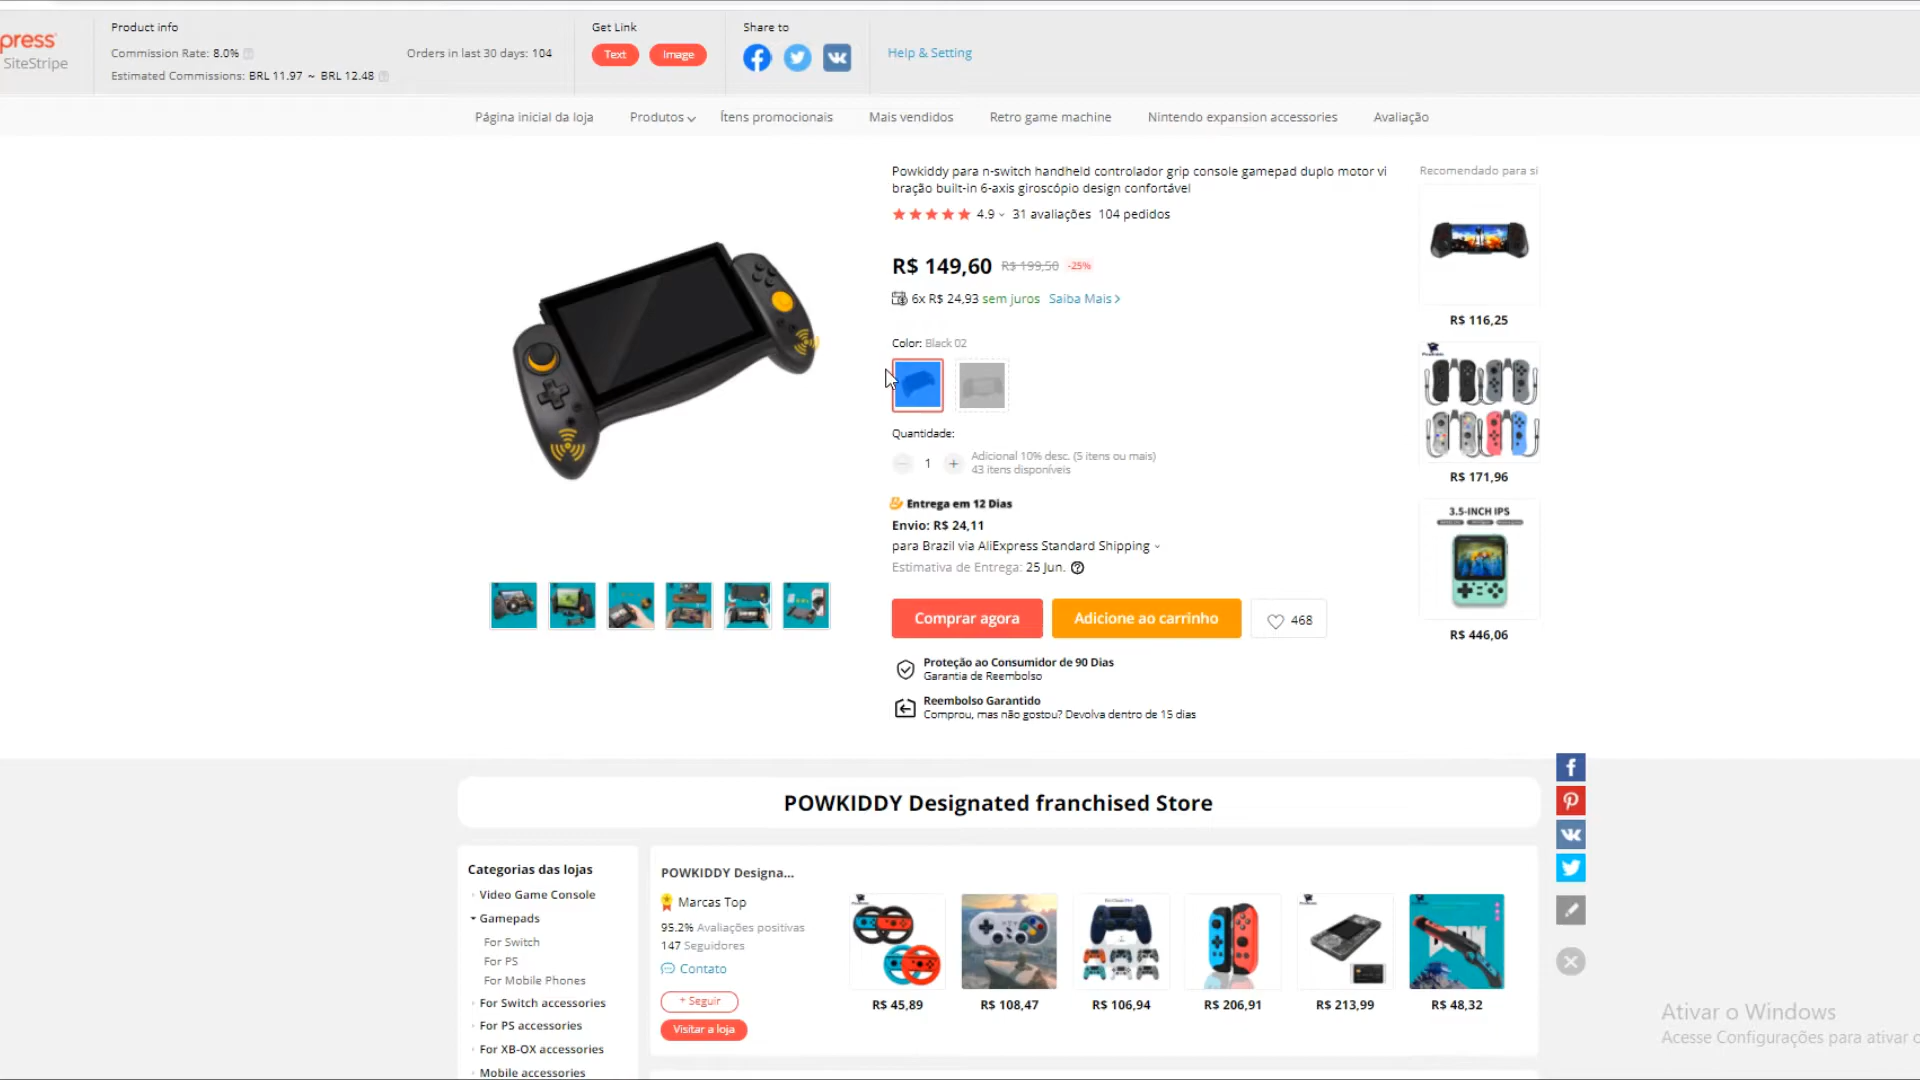 press
SiteStripe
Product info
Commission Rate: 8.0%
Orders in last 30 days: 104
Estimated Commissions: BRL 11.97 ~ BRL 12.48
Get Link
Text
Image
Share to
Help & Setting
Página inicial da loja
Produtos
Ítens promocionais
Mais vendidos
Retro game machine
Nintendo expansion accessories
Avaliação
Powkiddy para n-switch handheld controlador grip console gamepad duplo motor vi
bração built-in 6-axis giroscópio design confortável
4.9
31 avaliações
104 pedidos
R$ 149,60
R$ 199,50
-25%
6x R$ 24,93 sem juros
Saiba Mais
Color: Black 02
Quantidade:
1
+
Adicional 10% desc. (5 itens ou mais)
43 itens disponíveis
Entrega em 12 Dias
Envio: R$ 24,11
para Brazil via AliExpress Standard Shipping
Estimativa de Entrega: 25 Jun.
Comprar agora
Adicione ao carrinho
468
Proteção ao Consumidor de 90 Dias
Garantia de Reembolso
Reembolso Garantido
Comprou, mas não gostou? Devolva dentro de 15 dias
Recomendado para si
R$ 116,25
R$ 171,96
3.5-INCH IPS
R$ 446,06
POWKIDDY Designated franchised Store
Categorias das lojas
Video Game Console
Gamepads
For Switch
For PS
For Mobile Phones
For Switch accessories
For PS accessories
For XB-OX accessories
Mobile accessories
POWKIDDY Designa...
Marcas Top
95.2% Avaliações positivas
147 Seguidores
Contato
+ Seguir
Visitar a loja
R$ 45,89
R$ 108,47
R$ 106,94
R$ 206,91
R$ 213,99
R$ 48,32
Ativar o Windows
Acesse Configurações para ativar o